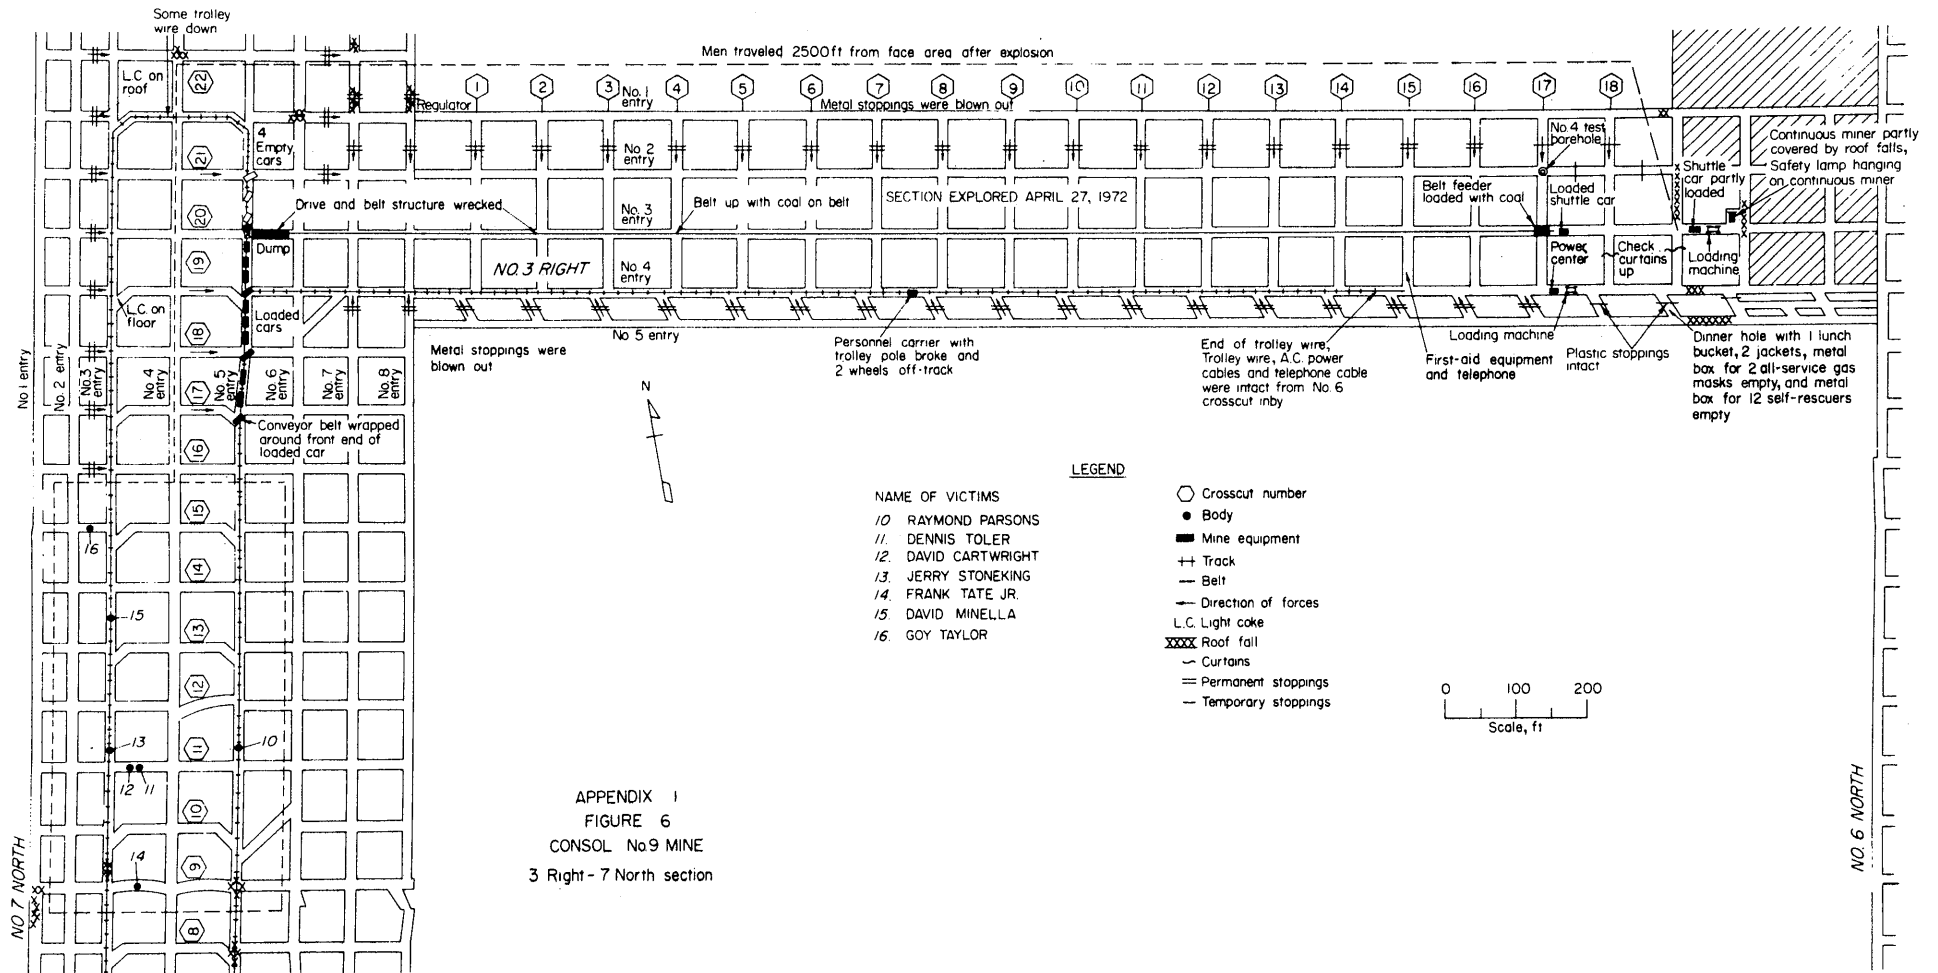 Some trolley
wire down
L.C. on
roof
22
21
20
19
18
17
16
15
14
13
12
11
10
9
8
4
Empty
cars
Regulator
Men traveled 2500ft from face area after explosion
1
2
3
No. 1
entry
4
5
6
7
8
9
10
11
12
13
14
15
16
17
18
Metal stoppings were blown out
No 2
entry
No. 3
entry
No 4
entry
No 5 entry
SECTION EXPLORED APRIL 27, 1972
Drive and belt structure wrecked
Belt up with coal on belt
Dump
NO. 3 RIGHT
No. 4 test
borehole
Belt feeder
loaded with coal
Loaded
shuttle car
Shuttle
car partly
loaded
Continuous miner partly
covered by roof falls,
Safety lamp hanging
on continuous miner
Power
center
Check
curtains
up
Loading
machine
L.C. on
floor
Loaded
cars
Metal stoppings were
blown out
Personnel carrier with
trolley pole broke and
2 wheels off-track
End of trolley wire,
Trolley wire, A.C. power
cables and telephone cable
were intact from No. 6
crosscut inby
Loading machine
First-aid equipment
and telephone
Plastic stoppings
intact
Dinner hole with 1 lunch
bucket, 2 jackets, metal
box for 2 all-service gas
masks empty, and metal
box for 12 self-rescuers
empty
No 1 entry
No. 2 entry
No. 3
entry
No. 4
entry
No. 5
entry
No. 6
entry
No. 7
entry
No. 8
entry
Conveyor belt wrapped
around front end of
loaded car
N
16
15
13
10
12 11
14
NO 7 NORTH
NO. 6 NORTH
LEGEND
NAME OF VICTIMS
10 RAYMOND PARSONS
11. DENNIS TOLER
12. DAVID CARTWRIGHT
13. JERRY STONEKING
14. FRANK TATE JR.
15. DAVID MINELLA
16. GOY TAYLOR
Crosscut number
Body
Mine equipment
Track
Belt
Direction of forces
L.C. Light coke
Roof fall
Curtains
Permanent stoppings
Temporary stoppings
0 100 200
Scale, ft
APPENDIX 1
FIGURE 6
CONSOL No.9 MINE
3 Right-7 North section